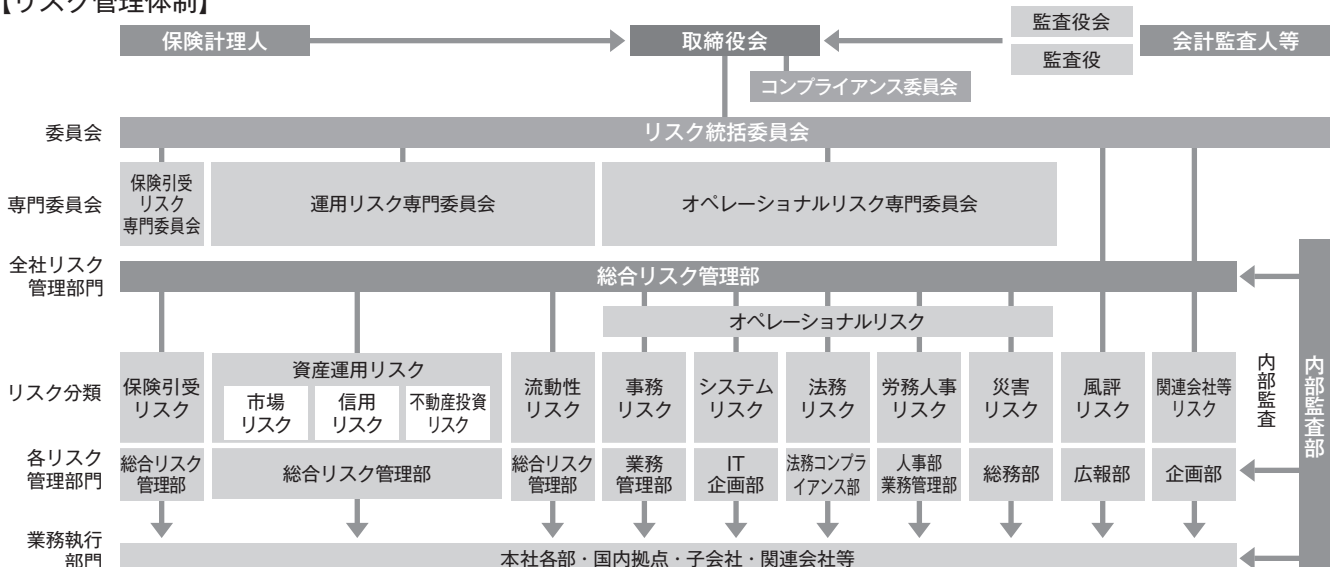 【リスク管理体制】
保険計理人
取締役会
監査役会
監査役
会計監査人等
コンプライアンス委員会
委員会
リスク統括委員会
専門委員会
保険引受
リスク
専門委員会
運用リスク専門委員会
オペレーショナルリスク専門委員会
全社リスク
管理部門
総合リスク管理部
オペレーショナルリスク
リスク分類
保険引受
リスク
資産運用リスク
市場
リスク
信用
リスク
不動産投資
リスク
流動性
リスク
事務
リスク
システム
リスク
法務
リスク
労務人事
リスク
災害
リスク
風評
リスク
関連会社等
リスク
内部監査
内部監査部
各リスク
管理部門
総合リスク
管理部
総合リスク管理部
総合リスク
管理部
業務
管理部
IT
企画部
法務コンプラ
イアンス部
人事部
業務管理部
総務部
広報部
企画部
業務執行
部門
本社各部・国内拠点・子会社・関連会社等